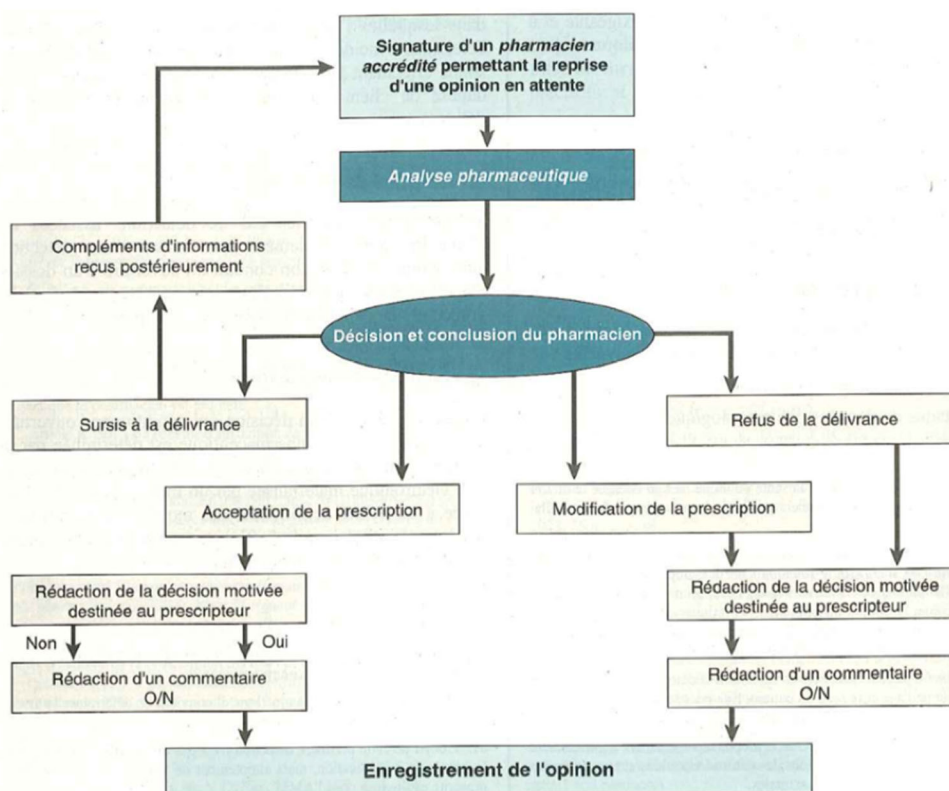 Signature d'un pharmacien
accrédité permettant la reprise
d'une opinion en attente
Analyse pharmaceutique
Compléments d'informations
reçus postérieurement
Décision et conclusion du pharmacien
Sursis à la délivrance
Refus de la délivrance
Acceptation de la prescription
Modification de la prescription
Rédaction de la décision motivée
destinée au prescripteur
Non
Oui
Rédaction d'un commentaire
O/N
Rédaction de la décision motivée
destinée au prescripteur
Rédaction d'un commentaire
O/N
Enregistrement de l'opinion